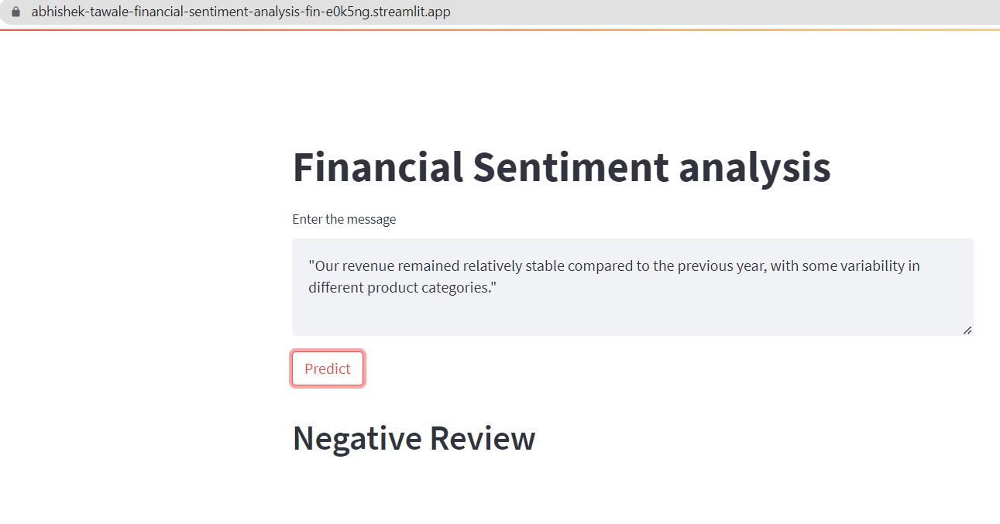 abhishek-tawale-financial-sentiment-analysis-fin-e0k5ng.streamlit.app
Financial Sentiment analysis
Enter the message
"Our revenue remained relatively stable compared to the previous year, with some variability in
different product categories."
Predict
Negative Review